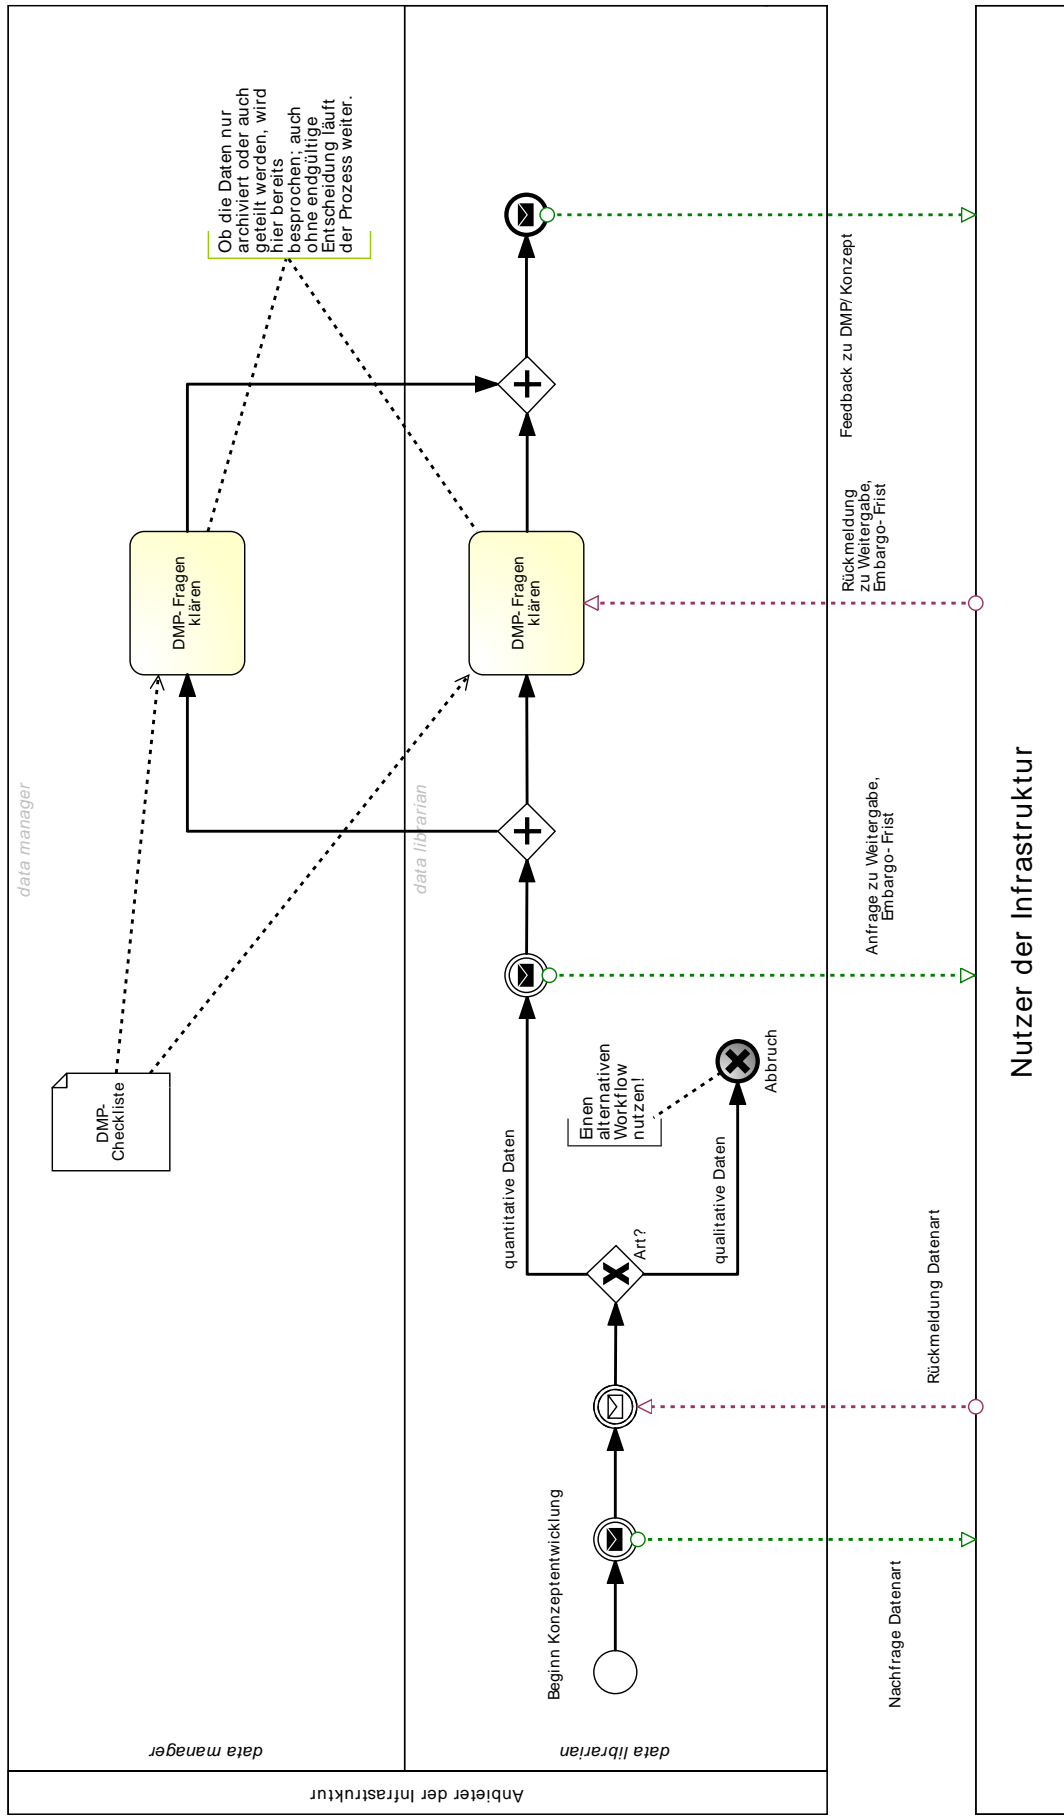 Anbieter der Infrastruktur
data manager
data manager
DMP-
Checkliste
DMP- Fragen
klären
Ob die Daten nur
archiviert oder auch
geteilt werden, wird
hier bereits
besprochen; auch
ohne endgültige
Entscheidung läuft
der Prozess weiter.
data librarian
data librarian
Beginn Konzeptentwicklung
Art?
quantitative Daten
qualitative Daten
Einen
alternativen
Workflow
nutzen!
Abbruch
DMP- Fragen
klären
Nachfrage Datenart
Rückmeldung Datenart
Anfrage zu Weitergabe,
Embargo- Frist
Rückmeldung
zu Weitergabe,
Embargo- Frist
Feedback zu DMP/Konzept
Nutzer der Infrastruktur